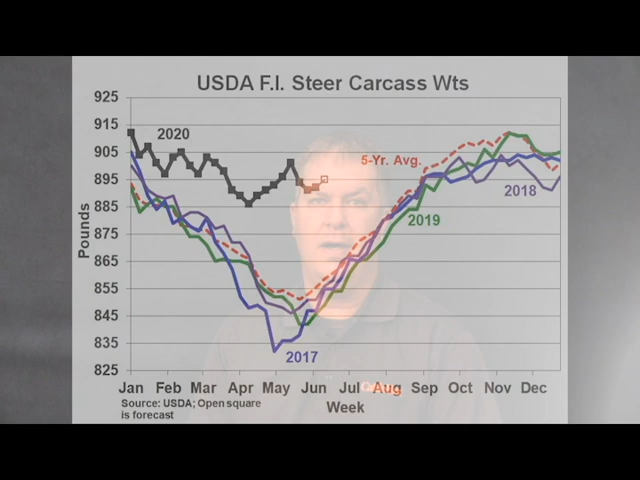 USDA F.I. Steer Carcass Wts
925
915
905
895
885
875
865
855
845
835
825
Pounds
2020
5-Yr. Avg.
2018
2019
2017
Jan Feb Mar Apr May Jun Jul Aug Sep Oct Nov Dec
Week
Source: USDA; Open square
is forecast